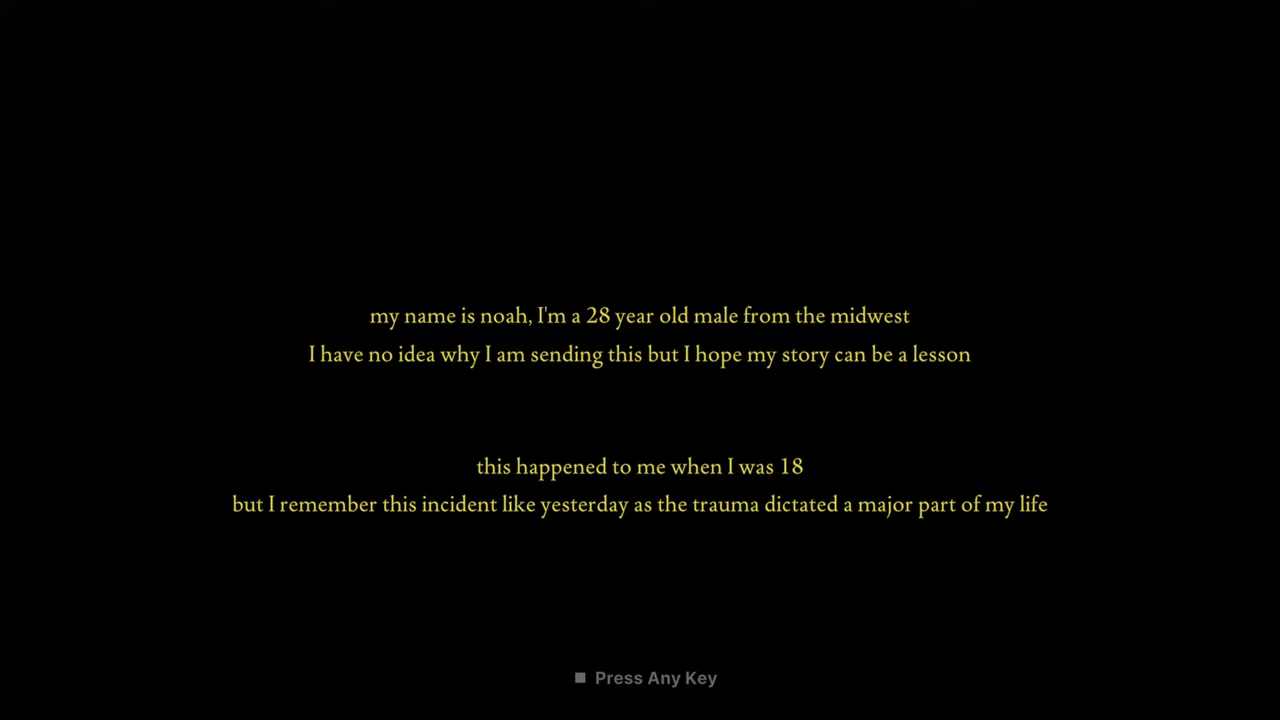 my name is noah, I'm a 28 year old male from the midwest
I have no idea why I am sending this but I hope my story can be a lesson
this happened to me when I was 18
but I remember this incident like yesterday as the trauma dictated a major part of my life
Press Any Key